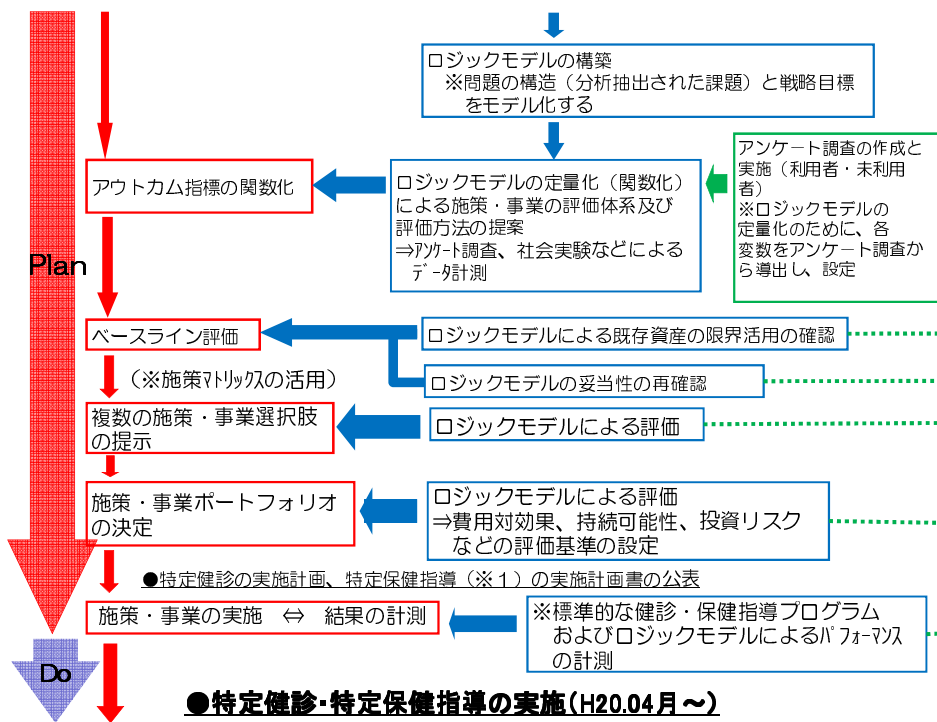 ロジックモデルの構築
※問題の構造（分析抽出された課題）と戦略目標
をモデル化する
アウトカム指標の関数化
ロジックモデルの定量化（関数化）
による施策・事業の評価体系及び
評価方法の提案
⇒ｱﾝｹｰﾄ調査、社会実験などによる
ﾃﾞｰﾀ計測
アンケート調査の作成と
実施（利用者・未利用
者）
※ロジックモデルの
定量化のために、各
変数をアンケート調査か
ら導出し、設定
Plan
ベースライン評価
ロジックモデルによる既存資産の限界活用の確認
（※施策ﾏﾄﾘｯｸｽの活用）
ロジックモデルの妥当性の再確認
複数の施策・事業選択肢
の提示
ロジックモデルによる評価
施策・事業ポートフォリオ
の決定
ロジックモデルによる評価
⇒費用対効果、持続可能性、投資リスク
などの評価基準の設定
●特定健診の実施計画、特定保健指導（※１）の実施計画書の公表
施策・事業の実施 ⇔ 結果の計測
※標準的な健診・保健指導プログラム
およびロジックモデルによるﾊﾟﾌｫｰﾏﾝｽ
の計測
Do
●特定健診・特定保健指導の実施（H20.04月～）